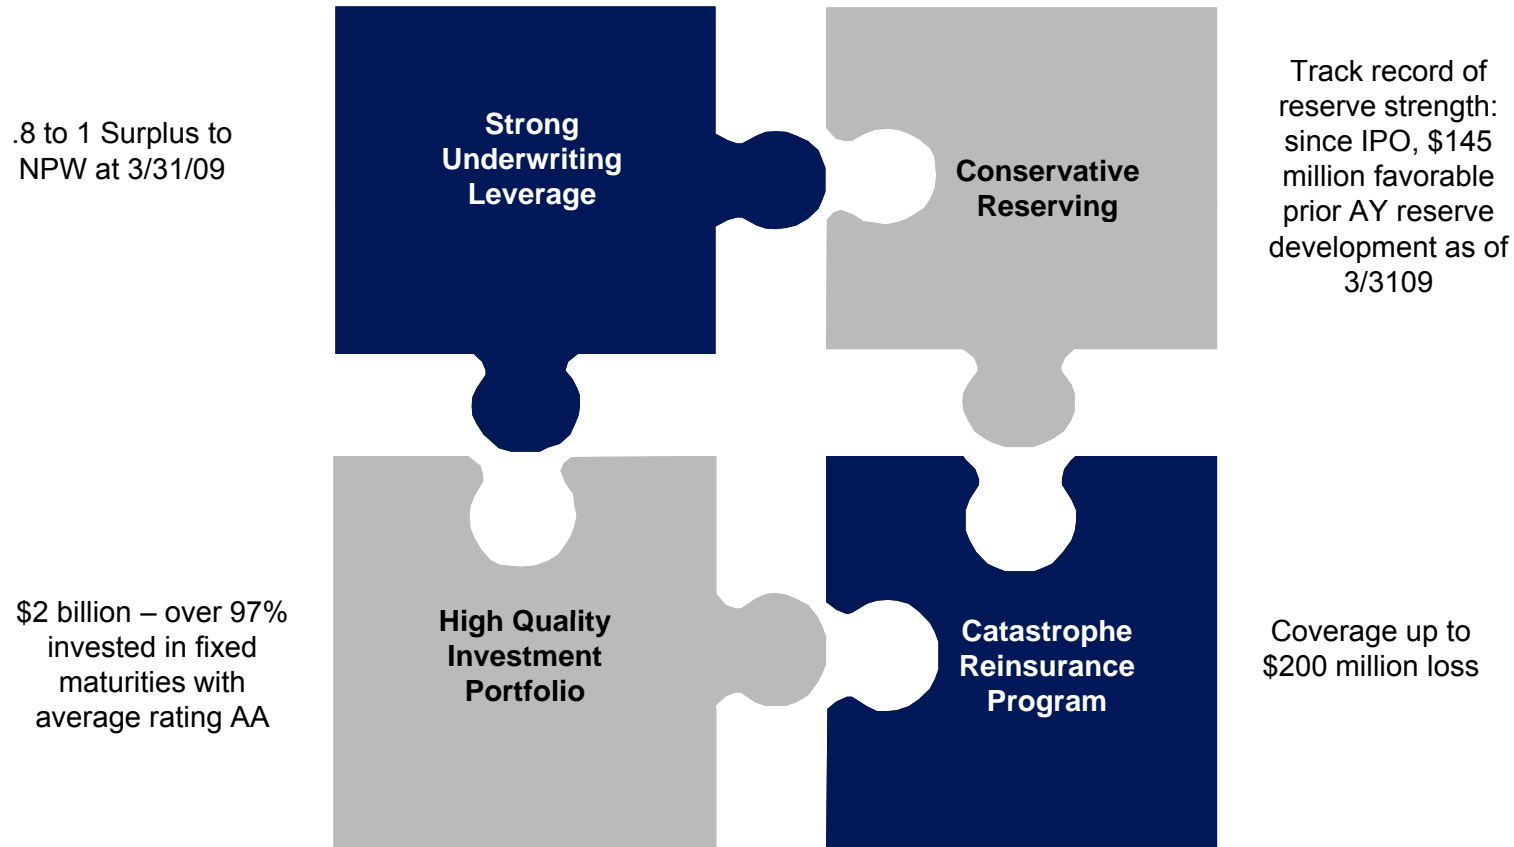 .8 to 1 Surplus to
NPW at 3/31/09
Strong
Underwriting
Leverage
Conservative
Reserving
Track record of
reserve strength:
since IPO, $145
million favorable
prior AY reserve
development as of
3/3109
$2 billion – over 97%
invested in fixed
maturities with
average rating AA
High Quality
Investment
Portfolio
Catastrophe
Reinsurance
Program
Coverage up to
$200 million loss